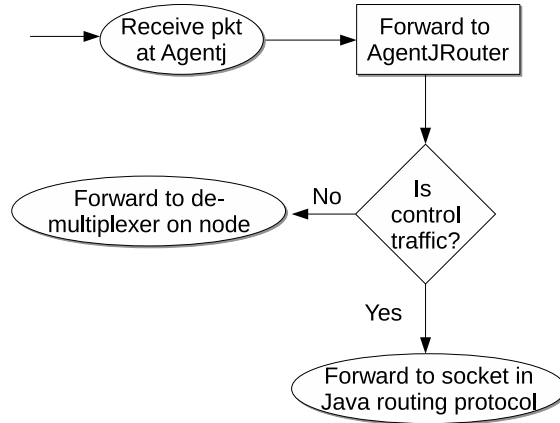 Receive pkt
at Agentj
Forward to
AgentJRouter
Is
control
traffic?
No
Forward to de-
multiplexer on node
Yes
Forward to socket in
Java routing protocol